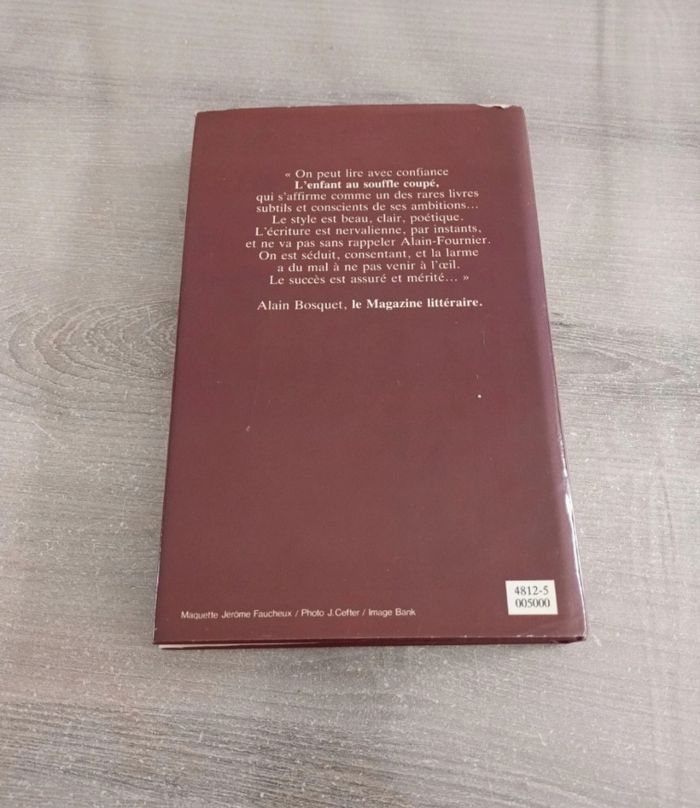 « On peut lire avec confiance
L'enfant au souffle coupé,
qui s'affirme comme un des rares livres
subtils et conscients de ses ambitions...
Le style est beau, clair, poétique.
L'écriture est nervalienne, par instants,
et ne va pas sans rappeler Alain-Fournier.
On est séduit, consentant, et la larme
a du mal à ne pas venir à l'œil.
Le succès est assuré et mérité... »
Alain Bosquet, le Magazine littéraire.
4812-5
005000
Maquette Jérôme Faucheux / Photo J. Cefter / Image Bank